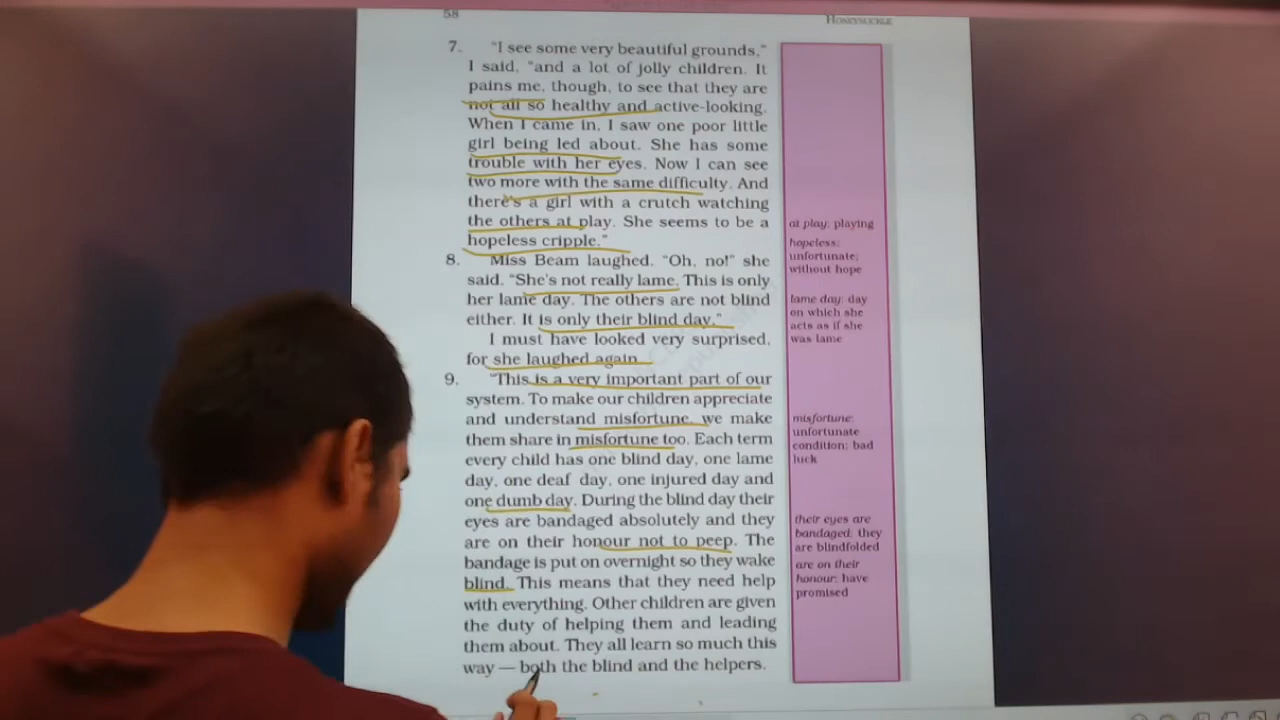 58
HONEYSUCKLE
7. "I see some very beautiful grounds,"
I said, "and a lot of jolly children. It
pains me, though, to see that they are
not all so healthy and active-looking.
When I came in, I saw one poor little
girl being led about. She has some
trouble with her eyes. Now I can see
two more with the same difficulty. And
there's a girl with a crutch watching
the others at play. She seems to be a
hopeless cripple."
8. Miss Beam laughed. "Oh, no!" she
said. "She's not really lame. This is only
her lame day. The others are not blind
either. It is only their blind day."
I must have looked very surprised,
for she laughed again.
9. "This is a very important part of our
system. To make our children appreciate
and understand misfortune, we make
them share in misfortune too. Each term
every child has one blind day, one lame
day, one deaf day, one injured day and
one dumb day. During the blind day their
eyes are bandaged absolutely and they
are on their honour not to peep. The
bandage is put on overnight so they wake
blind. This means that they need help
with everything. Other children are given
the duty of helping them and leading
them about. They all learn so much this
way — both the blind and the helpers.
at play: playing
hopeless:
unfortunate;
without hope
lame day: day
on which she
acts as if she
was lame
misfortune:
unfortunate
condition; bad
luck
their eyes are
bandaged: they
are blindfolded
are on their
honour: have
promised